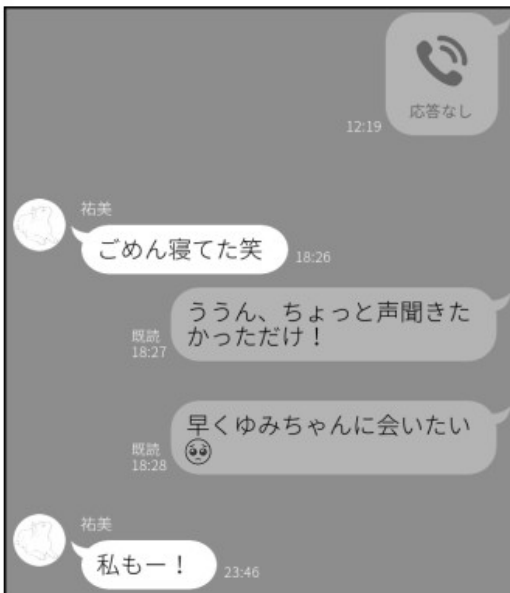 応答なし
12:19
祐美
ごめん寝てた笑
18:26
ううん、ちょっと声聞きた
かっただけ！
既読
18:27
早くゆみちゃんに会いたい
🥺
既読
18:28
祐美
私もー！
23:46